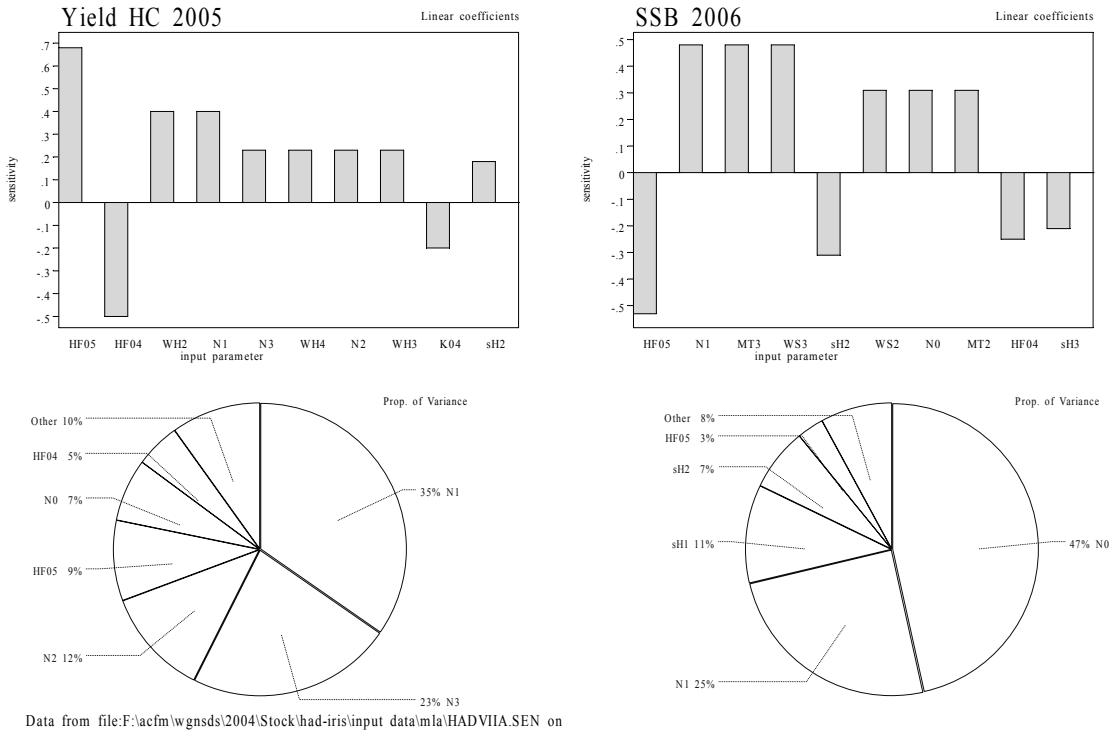 Yield HC 2005
Linear coefficients
.7
.6
.5
.4
.3
.2
.1
0
-.1
-.2
-.3
-.4
-.5
sensitivity
HF05 HF04 WH2 N1 N3 WH4 N2 WH3 K04 sH2
input parameter
SSB 2006
Linear coefficients
.5
.4
.3
.2
.1
0
-.1
-.2
-.3
-.4
-.5
sensitivity
HF05 N1 MT3 WS3 sH2 WS2 N0 MT2 HF04 sH3
input parameter
Prop. of Variance
Other 10%
HF04 5%
N0 7%
HF05 9%
N2 12%
35% N1
23% N3
Prop. of Variance
Other 8%
HF05 3%
sH2 7%
sH1 11%
N1 25%
47% N0
Data from file:F:\acfm\wgnsds\2004\Stock\had-iris\input data\mla\HADVIIA.SEN on